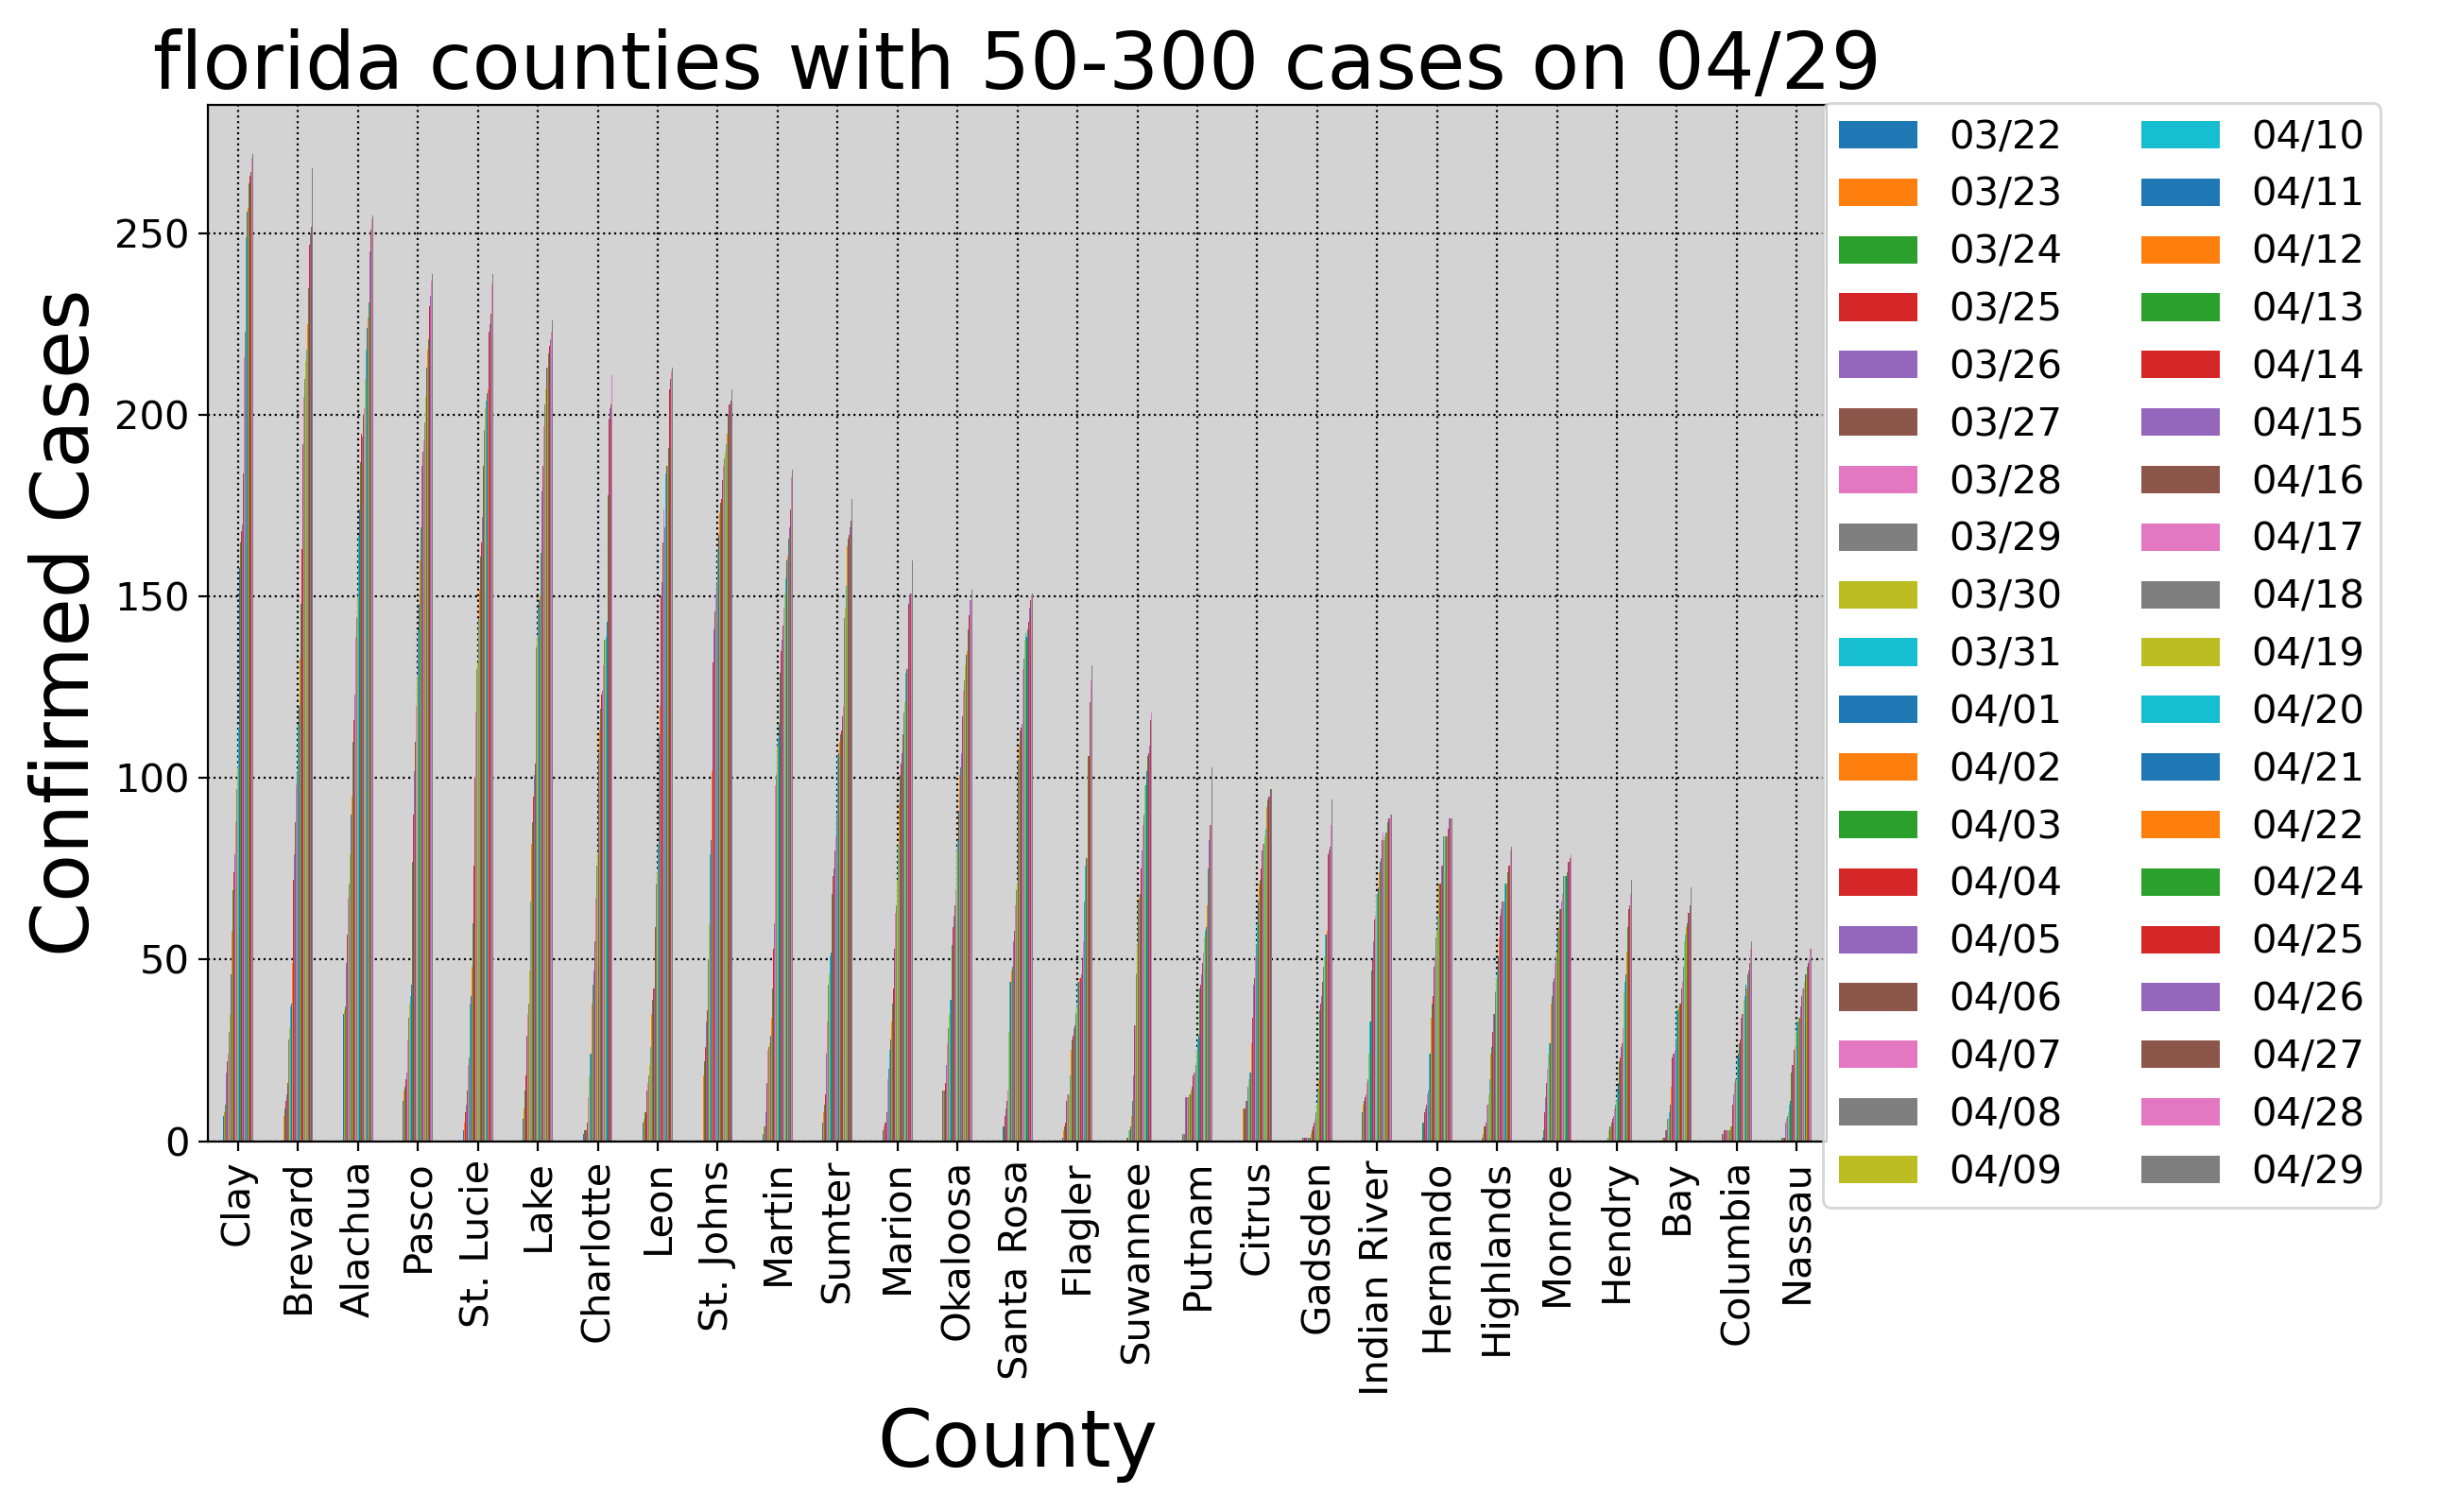 florida counties with 50-300 cases on 04/29
Confirmed Cases
250
200
150
100
50
0
Clay
Brevard
Alachua
Pasco
St. Lucie
Lake
Charlotte
Leon
St. Johns
Martin
Sumter
Marion
Okaloosa
Santa Rosa
Flagler
Suwannee
Putnam
Citrus
Gadsden
Indian River
Hernando
Highlands
Monroe
Hendry
Bay
Columbia
Nassau
County
03/22
03/23
03/24
03/25
03/26
03/27
03/28
03/29
03/30
03/31
04/01
04/02
04/03
04/04
04/05
04/06
04/07
04/08
04/09
04/10
04/11
04/12
04/13
04/14
04/15
04/16
04/17
04/18
04/19
04/20
04/21
04/22
04/24
04/25
04/26
04/27
04/28
04/29